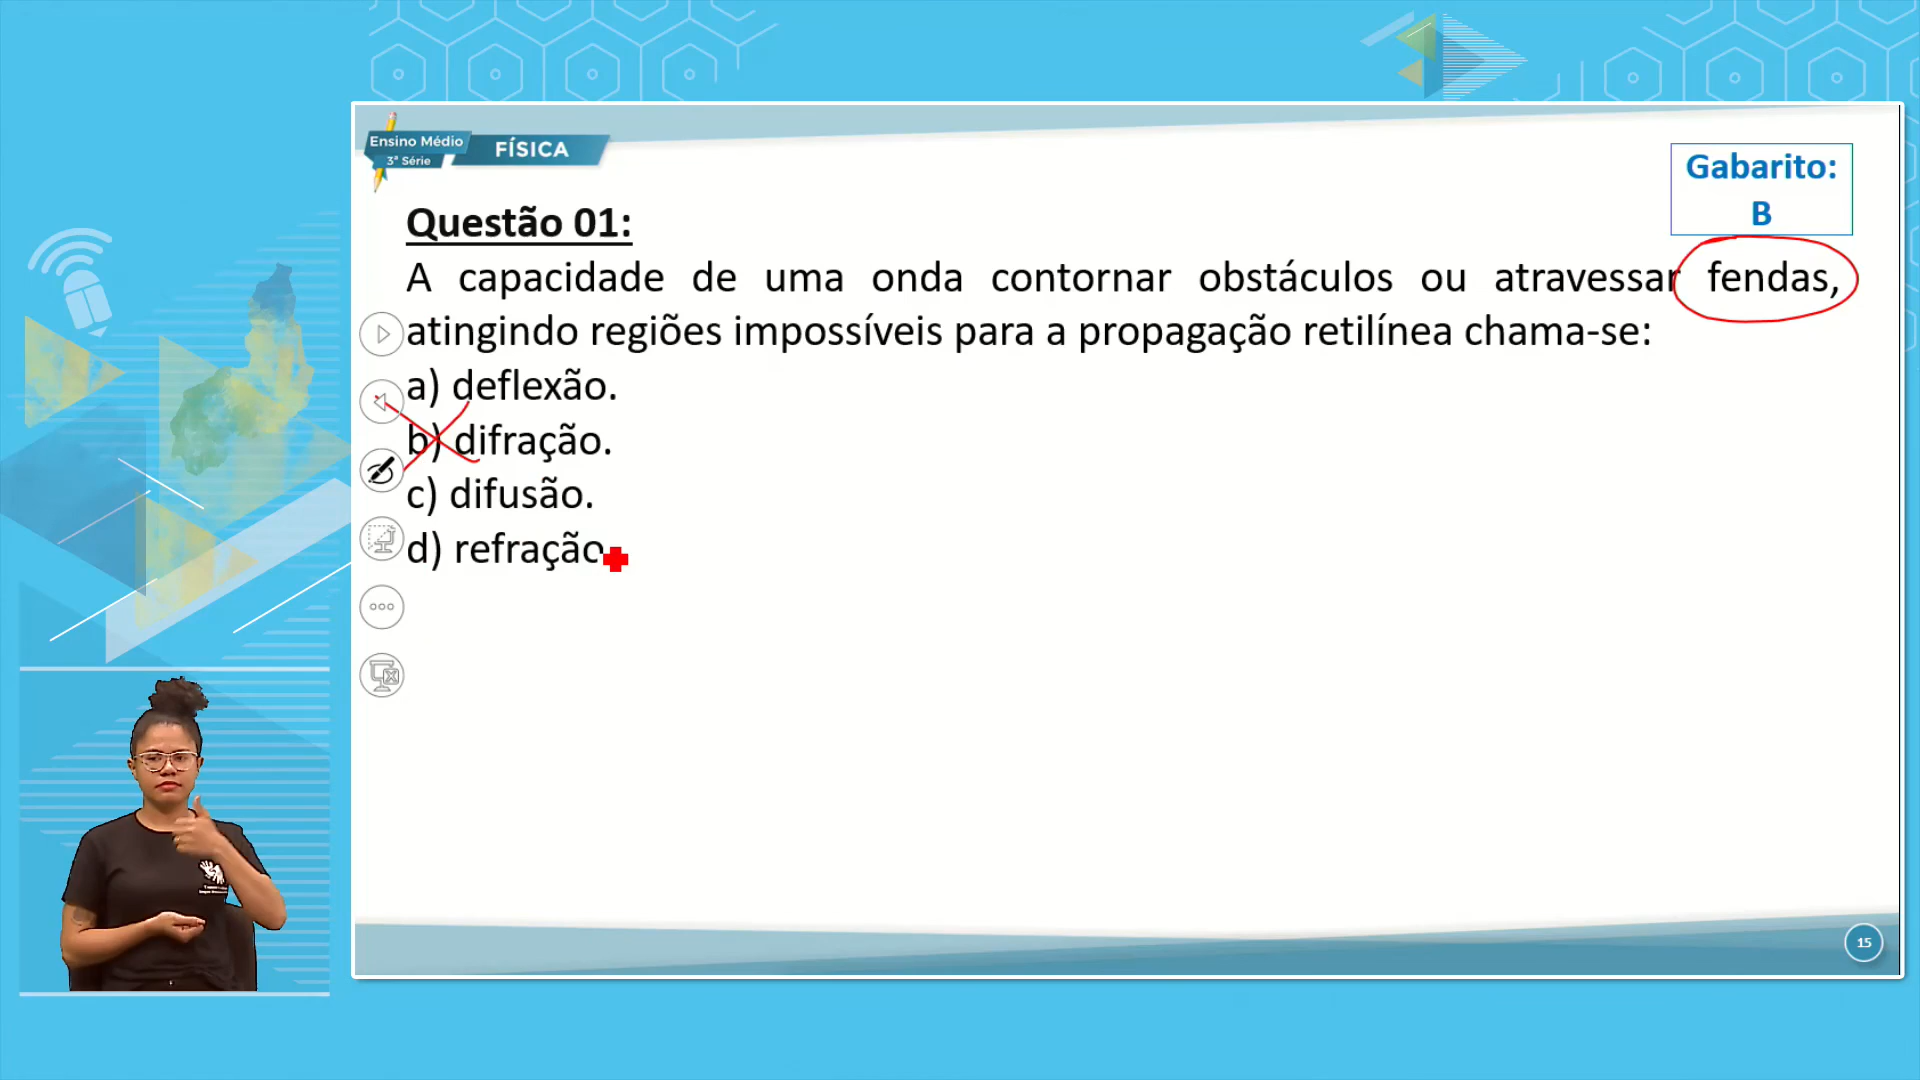 Ensino Médio
3ª Série
FÍSICA
Gabarito:
B
Questão 01:
A capacidade de uma onda contornar obstáculos ou atravessar fendas,
atingindo regiões impossíveis para a propagação retilínea chama-se:
a) deflexão.
b) difração.
c) difusão.
d) refração
15